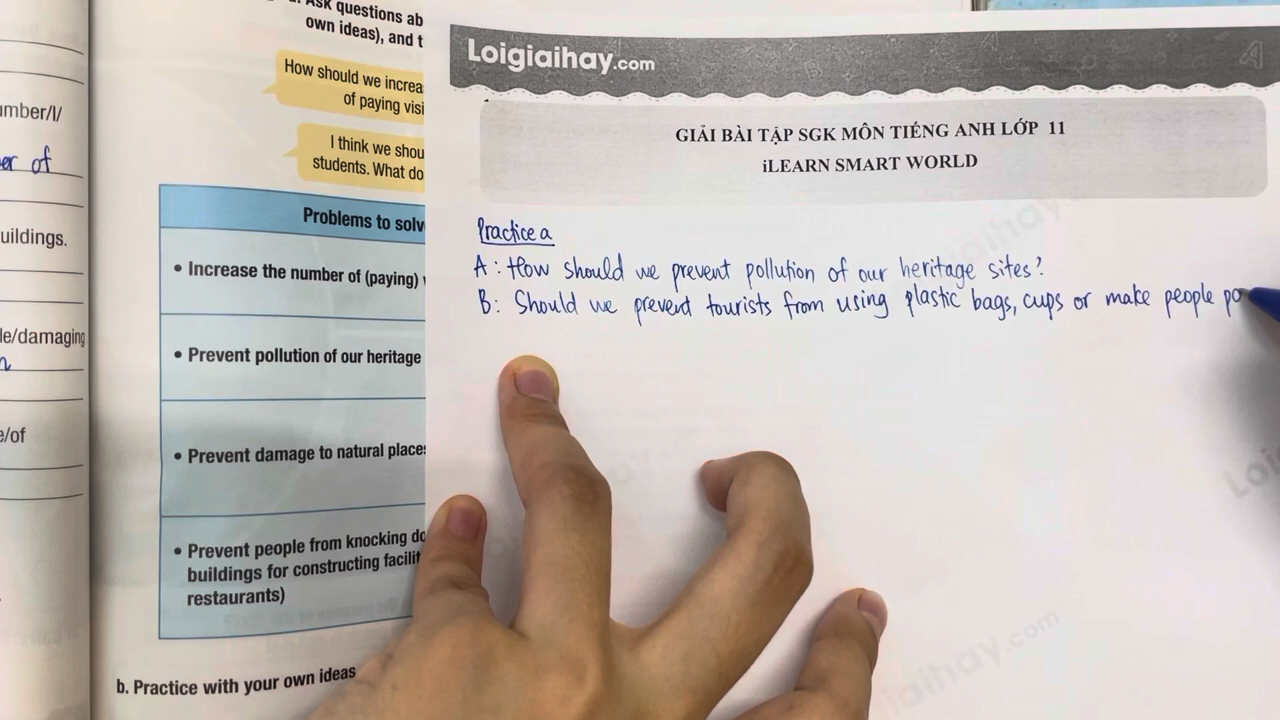 umber/l/
er of
uildings.
le/damaging
e/of
a. Ask questions ab
own ideas), and t
How should we increa
of paying visi
I think we shou
students. What do
Problems to solv
• Increase the number of (paying)
• Prevent pollution of our heritage
• Prevent damage to natural places
• Prevent people from knocking do
buildings for constructing facilit
restaurants)
b. Practice with your own ideas
Loigiaihay.com
GIẢI BÀI TẬP SGK MÔN TIẾNG ANH LỚP 11
iLEARN SMART WORLD
Practice a
A: How should we prevent pollution of our heritage sites?
B: Should we prevent tourists from using plastic bags, cups or make people po